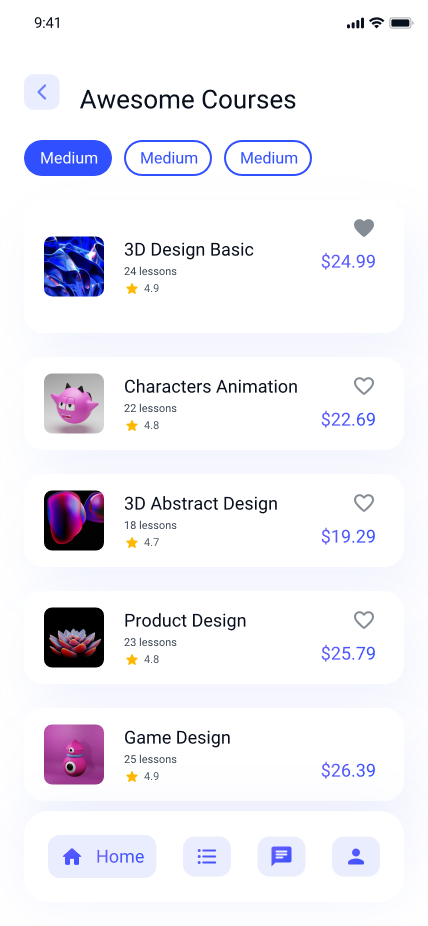 9:41
Awesome Courses
Medium
Medium
Medium
3D Design Basic
24 lessons
4.9
$24.99
Characters Animation
22 lessons
4.8
$22.69
3D Abstract Design
18 lessons
4.7
$19.29
Product Design
23 lessons
4.8
$25.79
Game Design
25 lessons
4.9
$26.39
Home